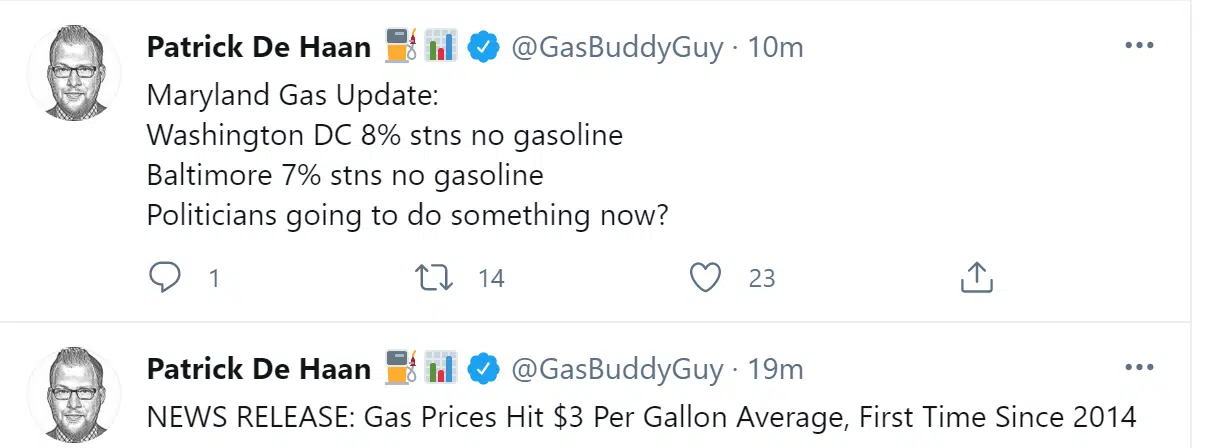 Patrick De Haan @GasBuddyGuy · 10m
Maryland Gas Update:
Washington DC 8% stns no gasoline
Baltimore 7% stns no gasoline
Politicians going to do something now?
1 14 23
Patrick De Haan @GasBuddyGuy · 19m
NEWS RELEASE: Gas Prices Hit $3 Per Gallon Average, First Time Since 2014